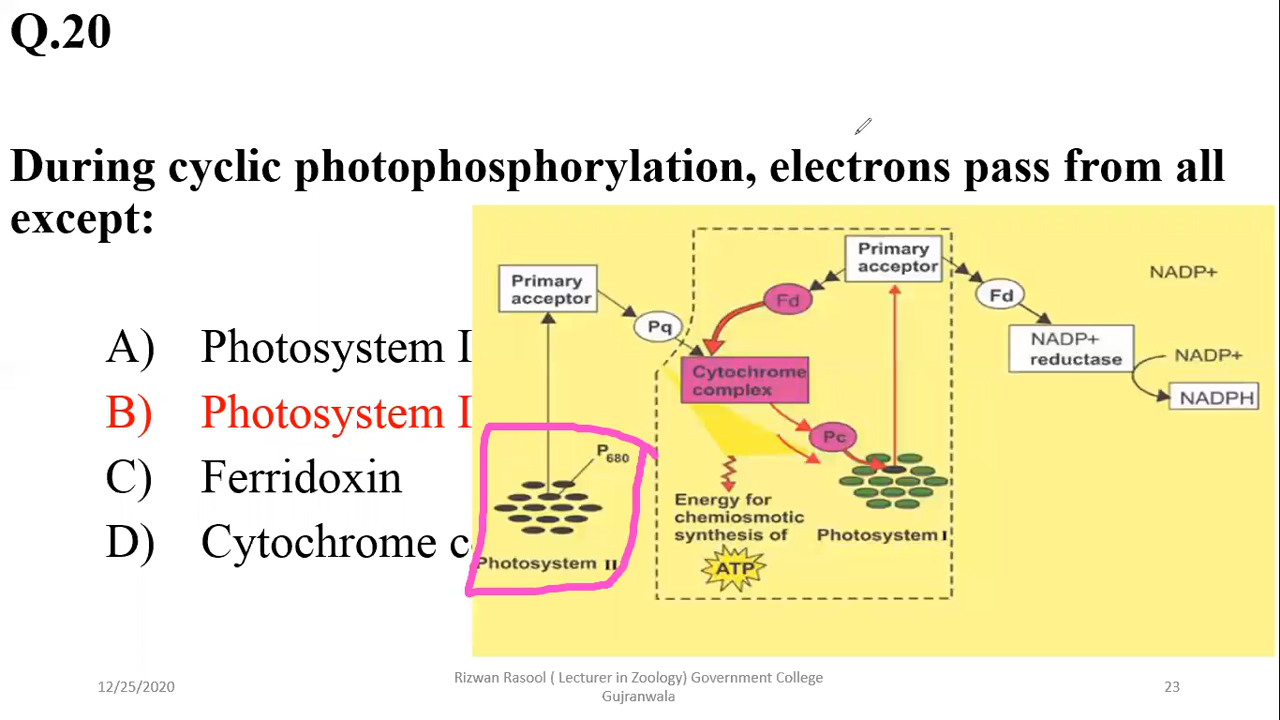 Q.20
During cyclic photophosphorylation, electrons pass from all
except:
A) Photosystem I
B) Photosystem I
C) Ferridoxin
D) Cytochrome c
Primary
acceptor
Pq
P680
Photosystem II
Primary
acceptor
Fd
Cytochrome
complex
Pc
Energy for
chemiosmotic
synthesis of
ATP
Photosystem I
Fd
NADP+
NADP+
reductase
NADP+
NADPH
12/25/2020
Rizwan Rasool ( Lecturer in Zoology) Government College
Gujranwala
23